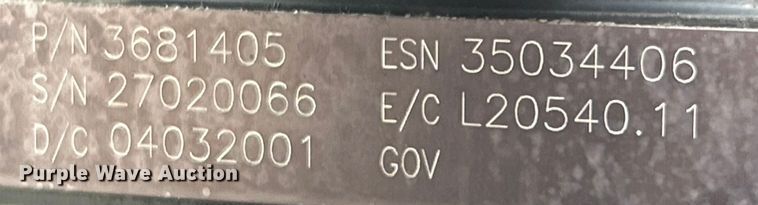 P/N 3681405
S/N 27020066
D/C 04032001
ESN 35034406
E/C L20540.11
GOV
Purple Wave Auction